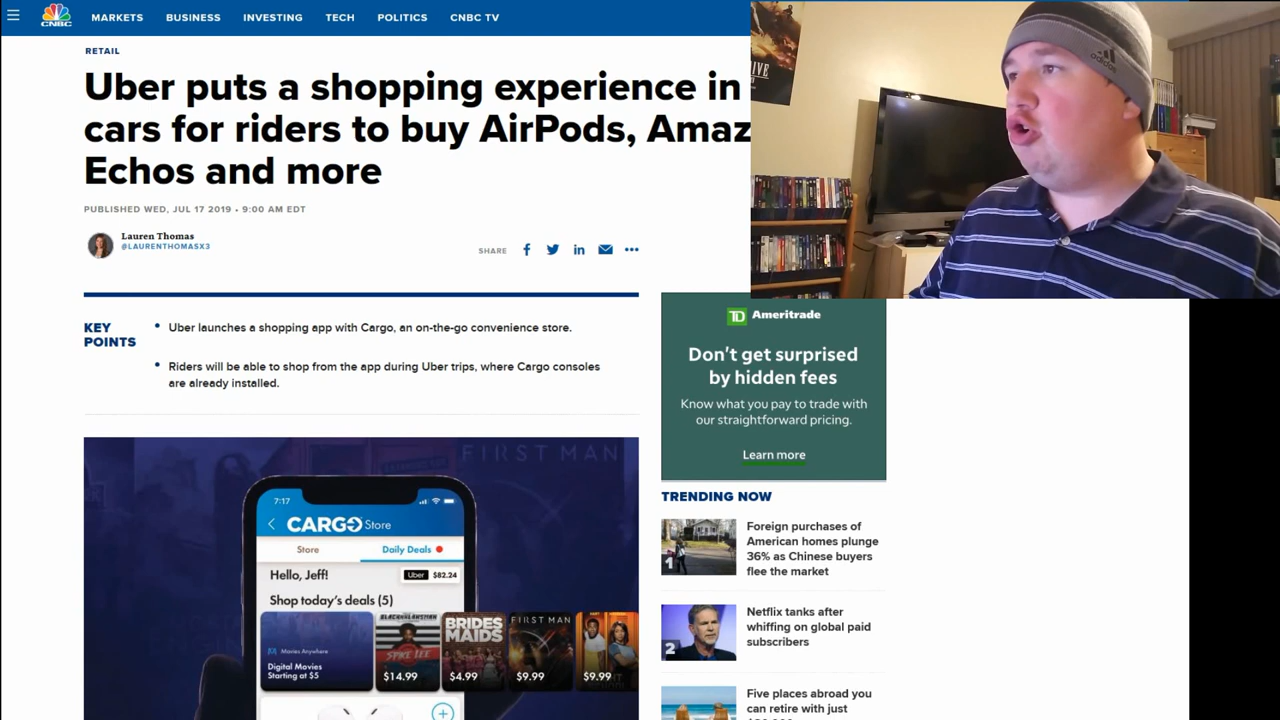 CNBC
MARKETS BUSINESS INVESTING TECH POLITICS CNBC TV
RETAIL
Uber puts a shopping experience in
cars for riders to buy AirPods, Amaz
Echos and more
PUBLISHED WED, JUL 17 2019 • 9:00 AM EDT
Lauren Thomas
@LAURENTHOMASX3
SHARE
KEY
POINTS
• Uber launches a shopping app with Cargo, an on-the-go convenience store.
• Riders will be able to shop from the app during Uber trips, where Cargo consoles
are already installed.
FIRST MAN
7:17
CARGO Store
Store Daily Deals
Hello, Jeff!
Uber $82.24
Shop today's deals (5)
Movies Anywhere
Digital Movies
Starting at $5
BLACKKKLANSMAN
SPIKE LEE
$14.99
BRIDES
MAIDS
$4.99
FIRST MAN
$9.99
$9.99
TD Ameritrade
Don't get surprised
by hidden fees
Know what you pay to trade with
our straightforward pricing.
Learn more
TRENDING NOW
1
Foreign purchases of
American homes plunge
36% as Chinese buyers
flee the market
2
Netflix tanks after
whiffing on global paid
subscribers
Five places abroad you
can retire with just
adidas